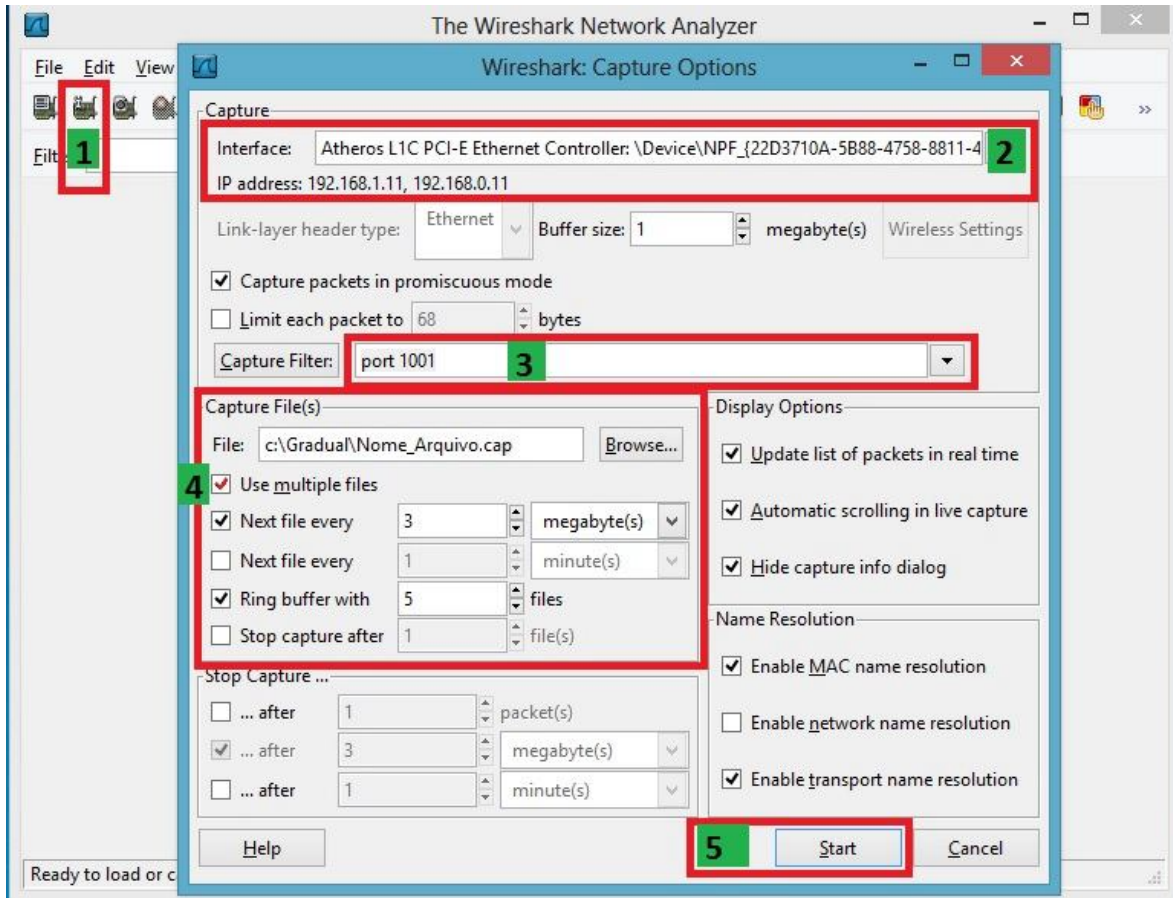 The Wireshark Network Analyzer
File Edit View
Wireshark: Capture Options
1
Capture
Interface: Atheros L1C PCI-E Ethernet Controller: \Device\NPF_{22D3710A-5B88-4758-8811-4 2
IP address: 192.168.1.11, 192.168.0.11
Link-layer header type: Ethernet Buffer size: 1 megabyte(s) Wireless Settings
Capture packets in promiscuous mode
Limit each packet to 68 bytes
Capture Filter: port 1001 3
Capture File(s)
File: c:\Gradual\Nome_Arquivo.cap Browse...
4 Use multiple files
Next file every 3 megabyte(s)
Next file every 1 minute(s)
Ring buffer with 5 files
Stop capture after 1 file(s)
Stop Capture ...
... after 1 packet(s)
... after 3 megabyte(s)
... after 1 minute(s)
Display Options
Update list of packets in real time
Automatic scrolling in live capture
Hide capture info dialog
Name Resolution
Enable MAC name resolution
Enable network name resolution
Enable transport name resolution
Help 5 Start Cancel
Ready to load or c